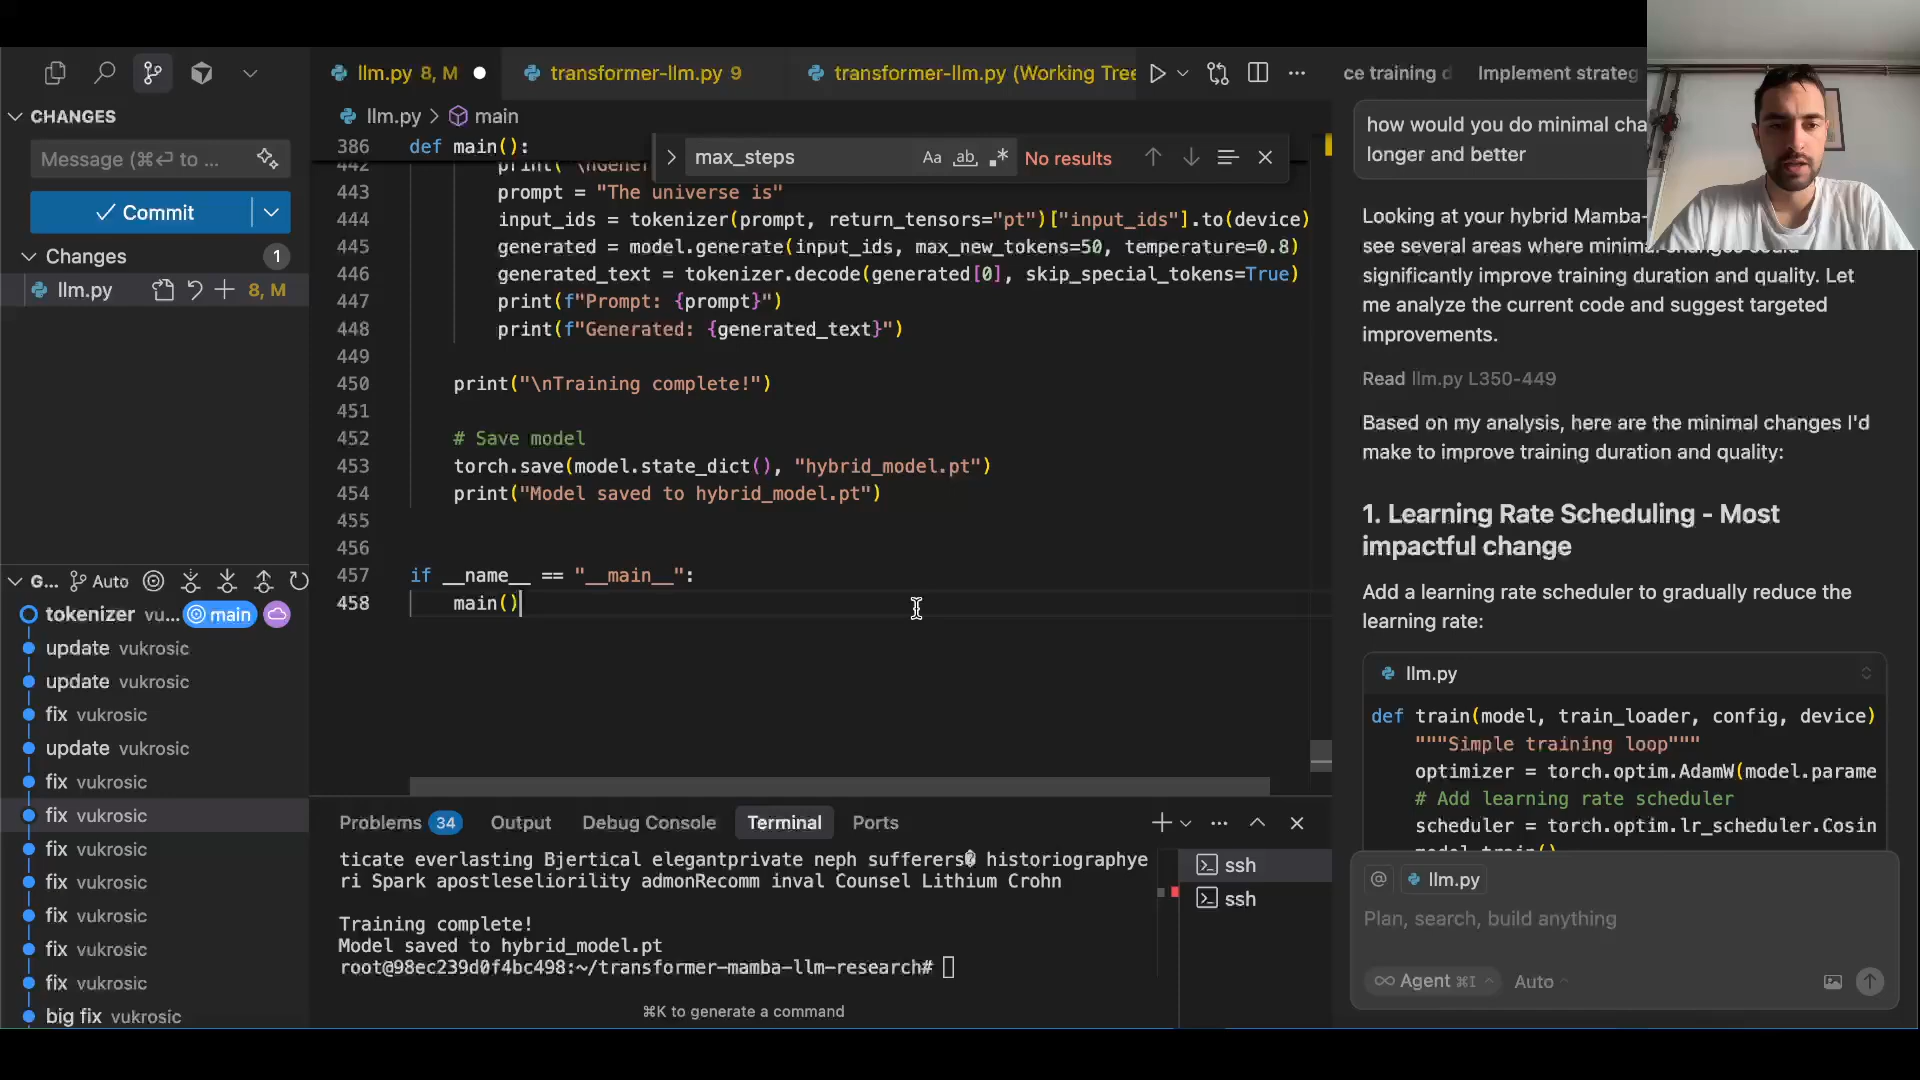 llm.py 8, M
transformer-llm.py 9
transformer-llm.py (Working Tree
ce training
Implement strateg
CHANGES
Message (⌘⏎ to ...
Commit
Changes
1
llm.py
8, M
G...
Auto
tokenizer vu...
main
update vukrosic
update vukrosic
fix vukrosic
update vukrosic
fix vukrosic
fix vukrosic
fix vukrosic
fix vukrosic
fix vukrosic
fix vukrosic
fix vukrosic
big fix vukrosic
llm.py > main
max_steps
Aa ab .*
No results
386 def main():
442 print("\nGener
443 prompt = "The universe is"
444 input_ids = tokenizer(prompt, return_tensors="pt")["input_ids"].to(device)
445 generated = model.generate(input_ids, max_new_tokens=50, temperature=0.8)
446 generated_text = tokenizer.decode(generated[0], skip_special_tokens=True)
447 print(f"Prompt: {prompt}")
448 print(f"Generated: {generated_text}")
449
450 print("\nTraining complete!")
451
452 # Save model
453 torch.save(model.state_dict(), "hybrid_model.pt")
454 print("Model saved to hybrid_model.pt")
455
456
457 if __name__ == "__main__":
458 main()
Problems 34
Output
Debug Console
Terminal
Ports
ticate everlasting Bjertical elegantprivate neph sufferers� historiographye
ri Spark apostleseliorility admonRecomm inval Counsel Lithium Crohn
Training complete!
Model saved to hybrid_model.pt
root@98ec239d0f4bc498:~/transformer-mamba-llm-research#
⌘K to generate a command
ssh
ssh
how would you do minimal cha
longer and better
Looking at your hybrid Mamba-
see several areas where minimal changes could
significantly improve training duration and quality. Let
me analyze the current code and suggest targeted
improvements.
Read llm.py L350-449
Based on my analysis, here are the minimal changes I'd
make to improve training duration and quality:
1. Learning Rate Scheduling - Most
impactful change
Add a learning rate scheduler to gradually reduce the
learning rate:
llm.py
def train(model, train_loader, config, device)
"""Simple training loop"""
optimizer = torch.optim.AdamW(model.parame
# Add learning rate scheduler
scheduler = torch.optim.lr_scheduler.Cosin
model.train()
@
llm.py
Plan, search, build anything
∞ Agent ⌘I
Auto